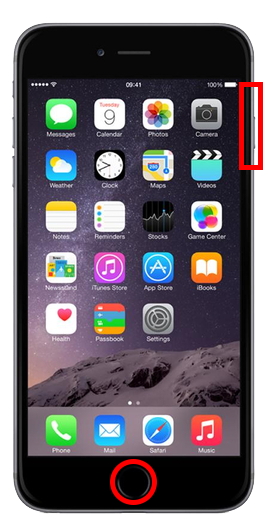 09:41 100%
Tuesday
9
Messages Calendar Photos Camera
Weather Clock Maps Videos
Notes Reminders Stocks Game Center
Newsstand iTunes Store App Store iBooks
Health Passbook Settings
Phone Mail Safari Music